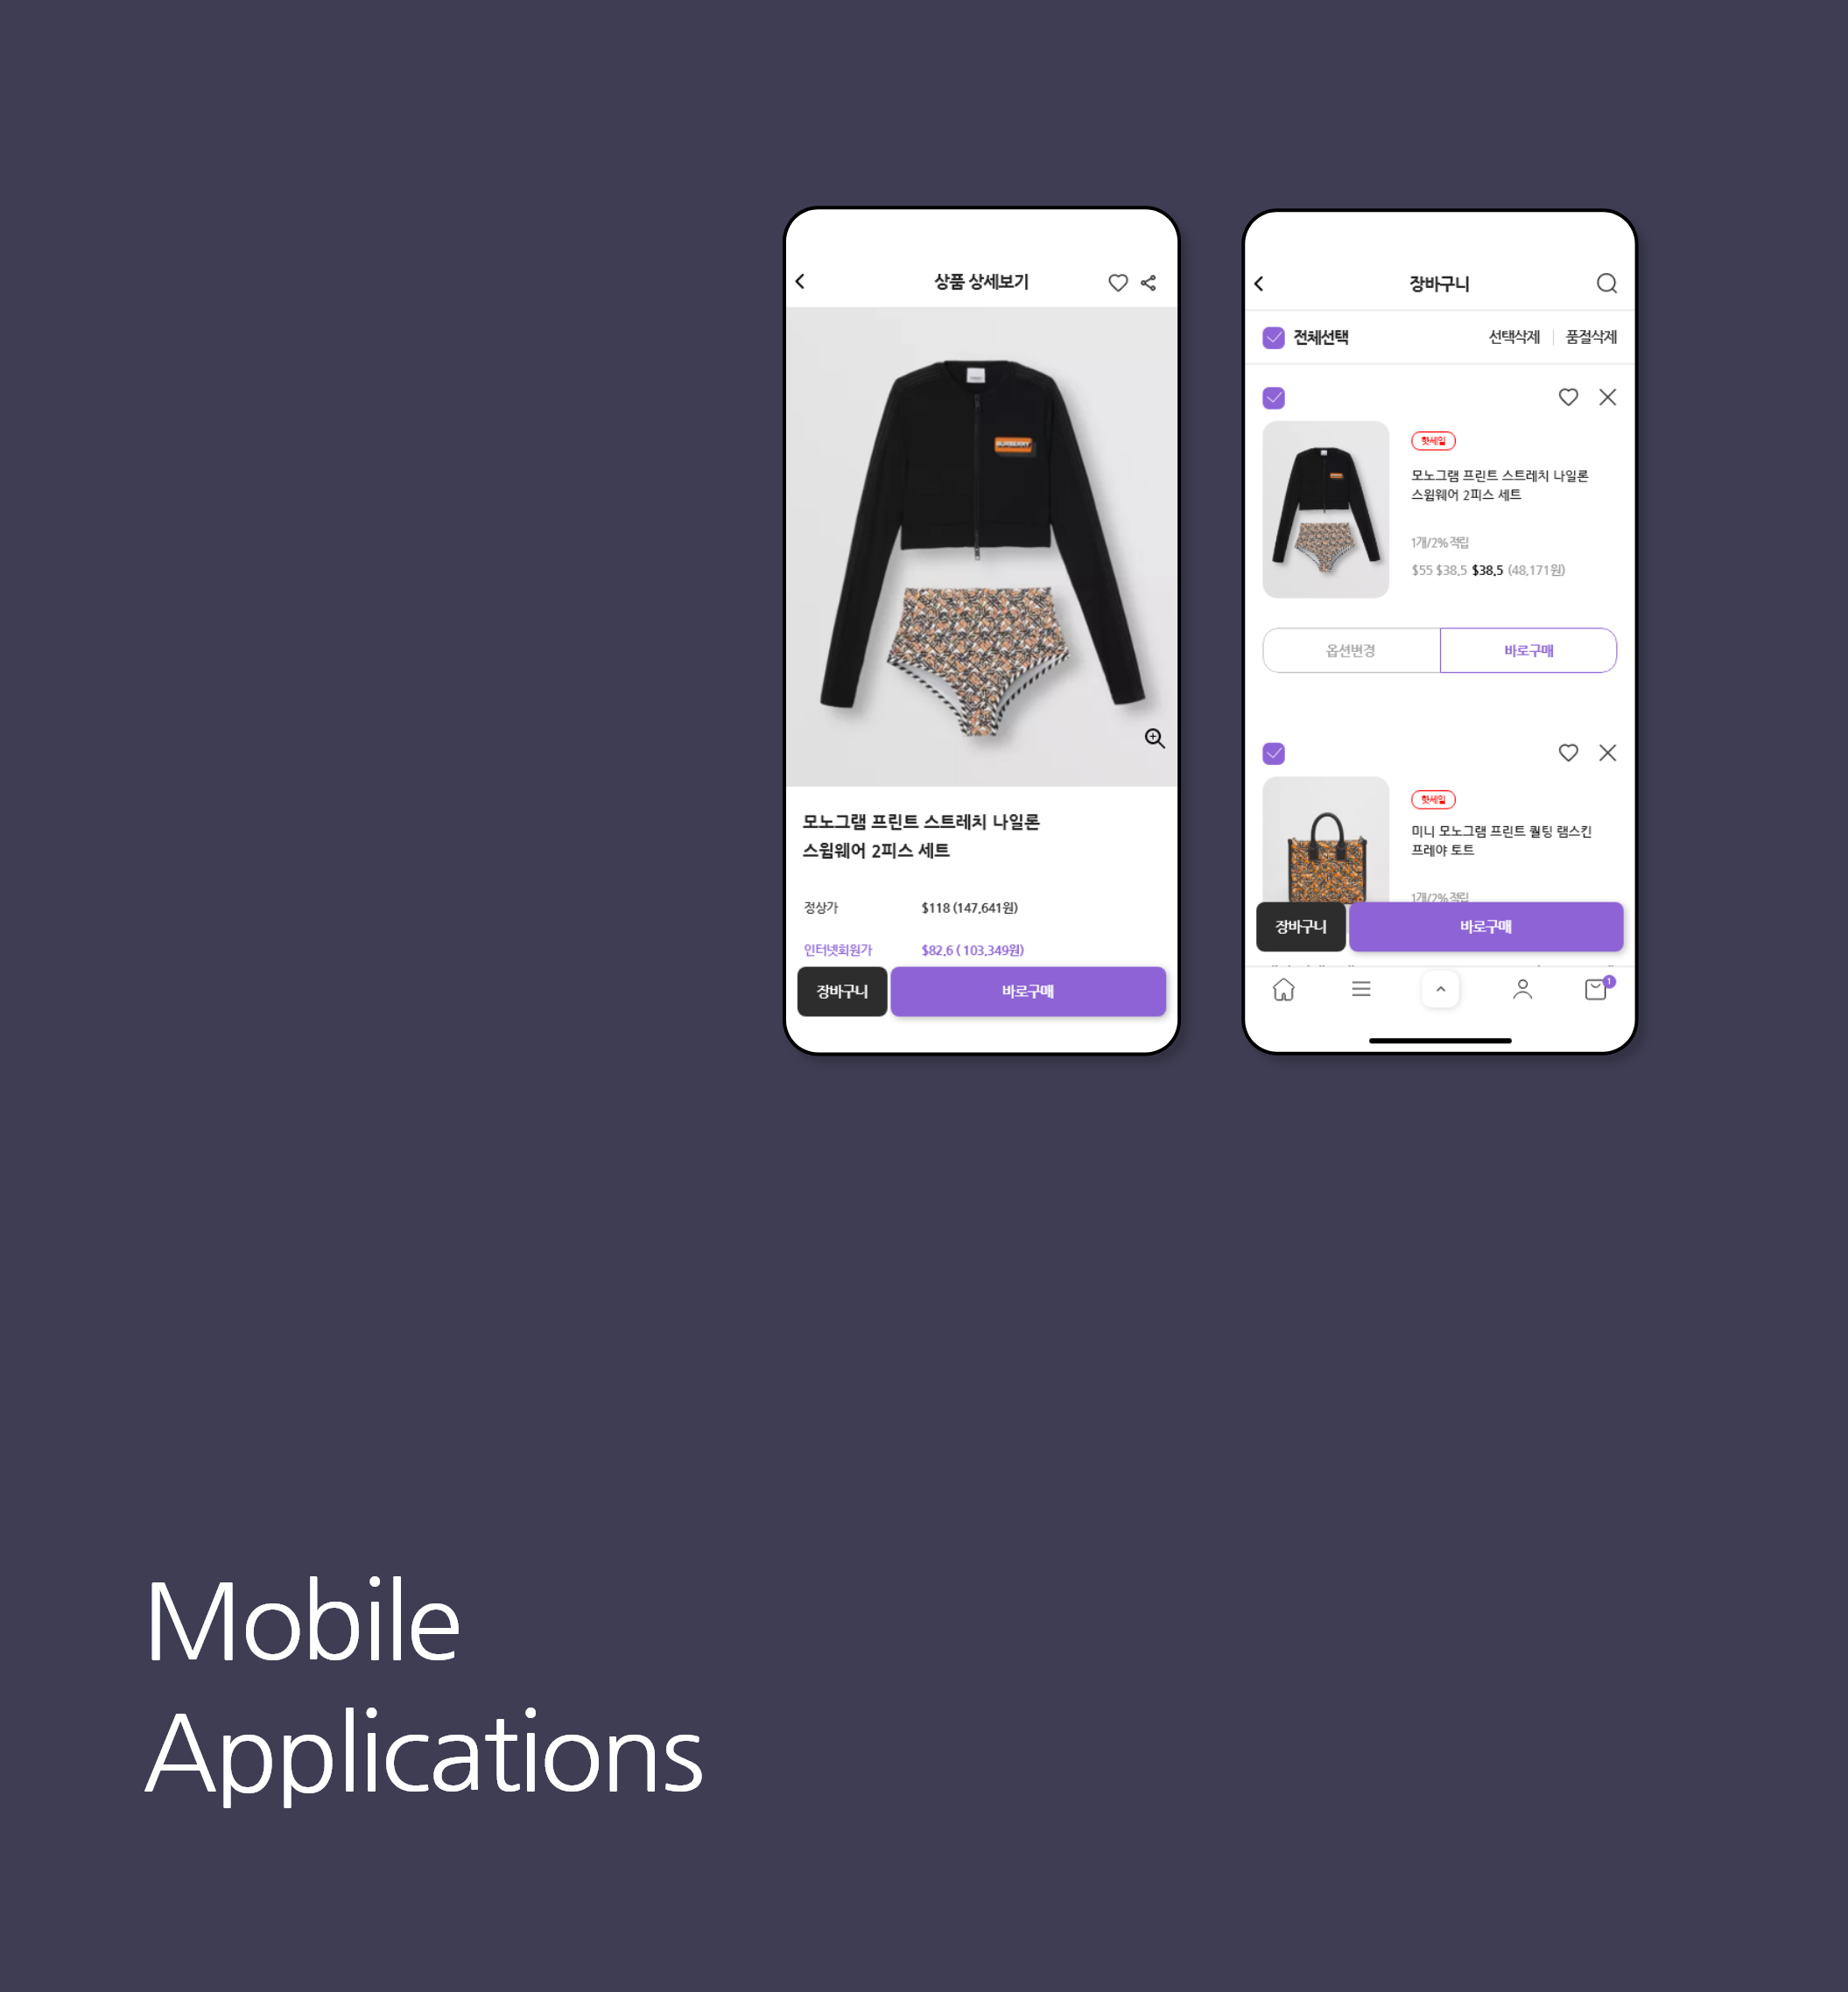 상품 상세보기
BURBERRY
모노그램 프린트 스트레치 나일론
스윔웨어 2피스 세트
정상가 $118 (147,641원)
인터넷회원가 $82.6 ( 103,349원)
장바구니 바로구매
장바구니
전체선택 선택삭제 품절삭제
핫세일
모노그램 프린트 스트레치 나일론
스윔웨어 2피스 세트
1개/2% 적립
$55 $38.5 $38.5 (48,171원)
옵션변경 바로구매
핫세일
미니 모노그램 프린트 퀼팅 램스킨
프레야 토트
1개/2% 적립
장바구니 바로구매
1
Mobile
Applications